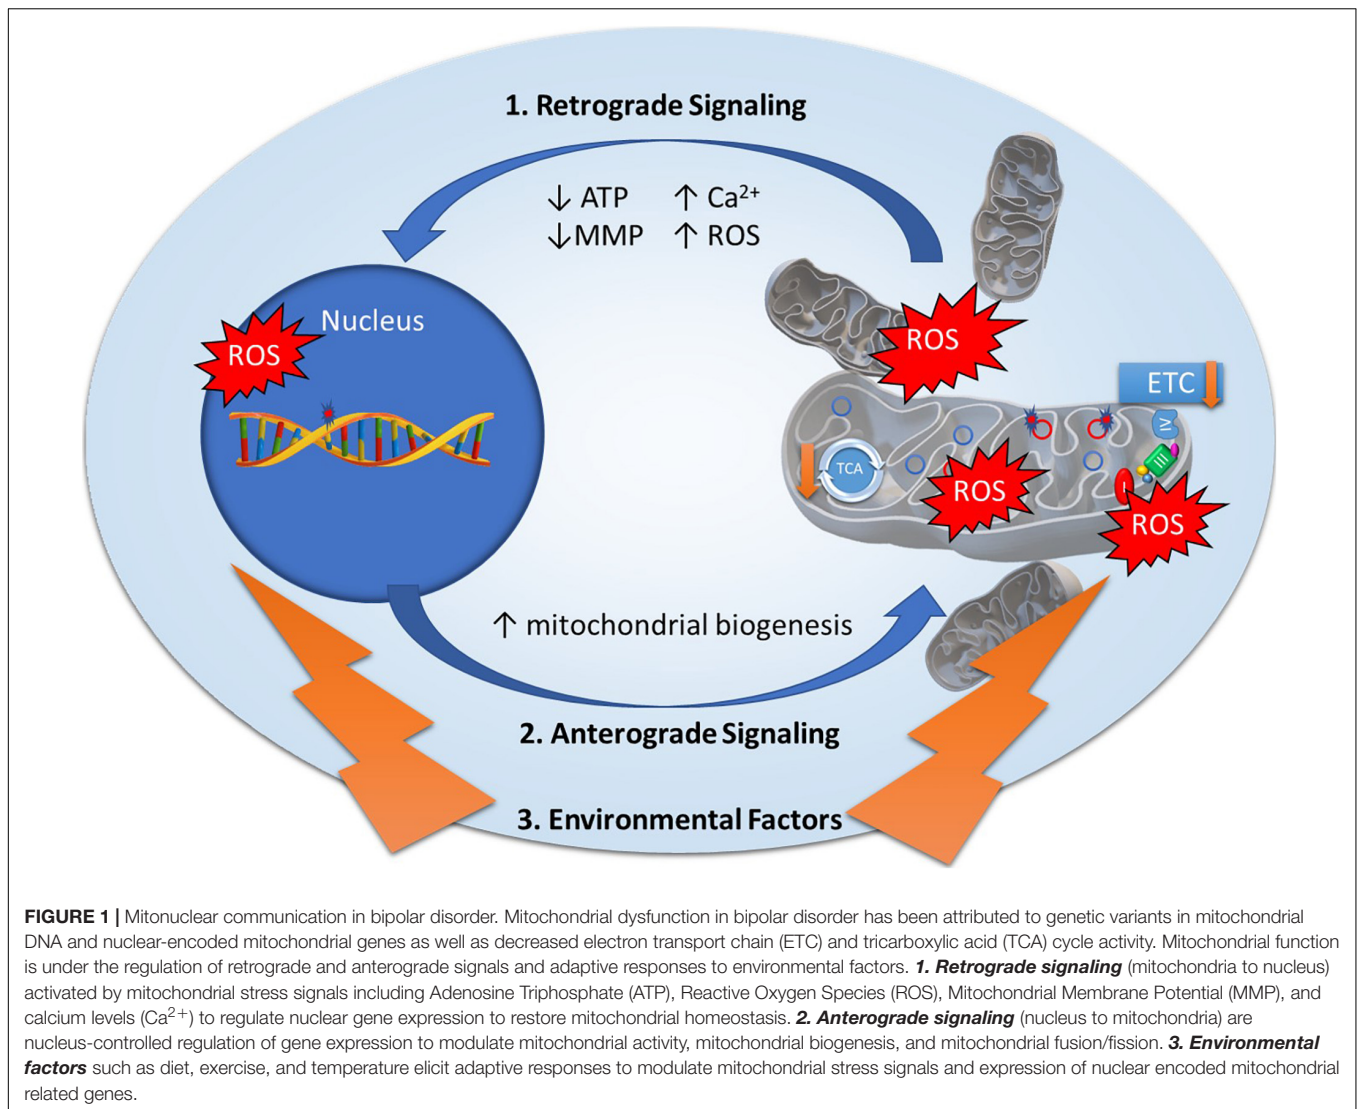 1. Retrograde Signaling
↓ ATP ↑ Ca²⁺
↓MMP ↑ ROS
Nucleus
ROS
ROS
ETC
IV
III
TCA
I
ROS
ROS
↑ mitochondrial biogenesis
2. Anterograde Signaling
3. Environmental Factors
FIGURE 1 | Mitonuclear communication in bipolar disorder. Mitochondrial dysfunction in bipolar disorder has been attributed to genetic variants in mitochondrial
DNA and nuclear-encoded mitochondrial genes as well as decreased electron transport chain (ETC) and tricarboxylic acid (TCA) cycle activity. Mitochondrial function
is under the regulation of retrograde and anterograde signals and adaptive responses to environmental factors. 1. Retrograde signaling (mitochondria to nucleus)
activated by mitochondrial stress signals including Adenosine Triphosphate (ATP), Reactive Oxygen Species (ROS), Mitochondrial Membrane Potential (MMP), and
calcium levels (Ca²⁺) to regulate nuclear gene expression to restore mitochondrial homeostasis. 2. Anterograde signaling (nucleus to mitochondria) are
nucleus-controlled regulation of gene expression to modulate mitochondrial activity, mitochondrial biogenesis, and mitochondrial fusion/fission. 3. Environmental
factors such as diet, exercise, and temperature elicit adaptive responses to modulate mitochondrial stress signals and expression of nuclear encoded mitochondrial
related genes.